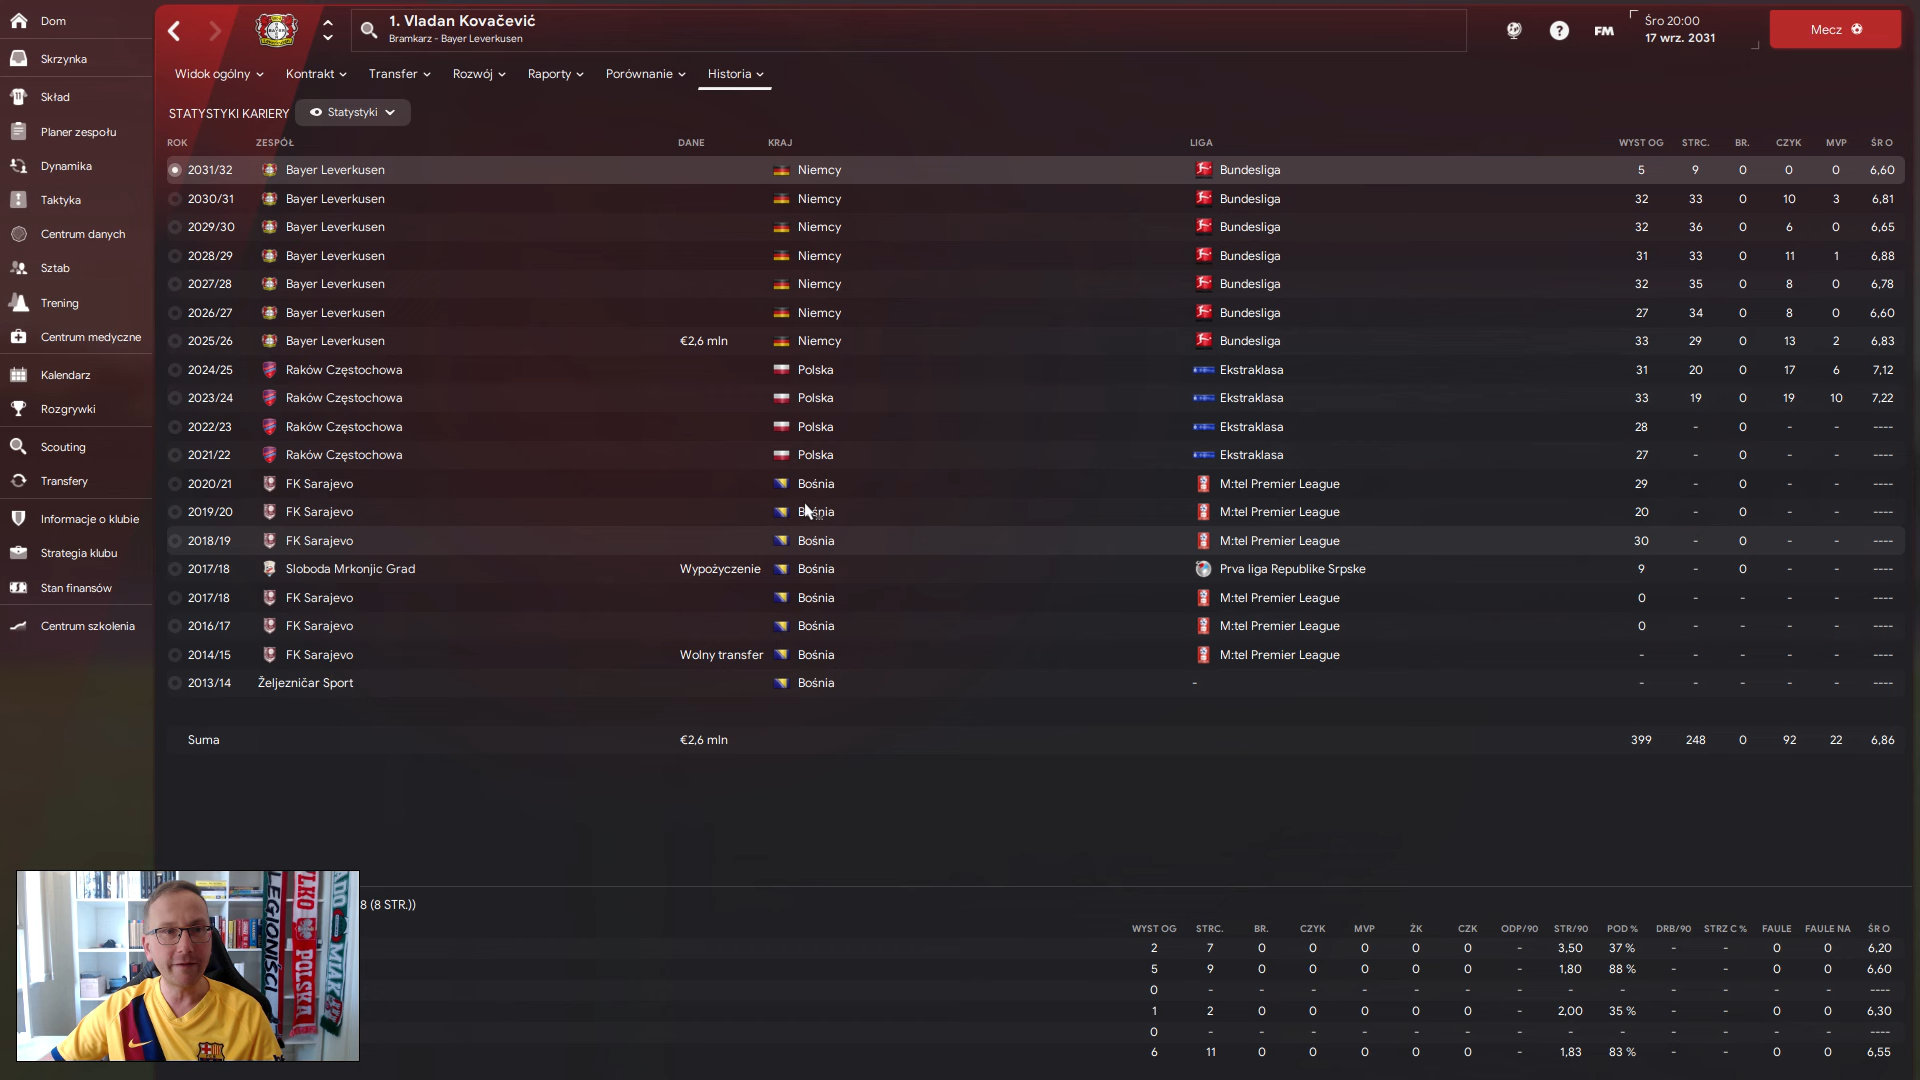 Dom
Skrzynka
Skład
Planer zespołu
Dynamika
Taktyka
Centrum danych
Sztab
Trening
Centrum medyczne
Kalendarz
Rozgrywki
Scouting
Transfery
Informacje o klubie
Strategia klubu
Stan finansów
Centrum szkolenia
1. Vladan Kovačević
Bramkarz - Bayer Leverkusen
FM
Śro 20:00
17 wrz. 2031
Mecz
Widok ogólny Kontrakt Transfer Rozwój Raporty Porównanie Historia
STATYSTYKI KARIERY Statystyki
ROK ZESPÓŁ DANE KRAJ LIGA WYST OG STRC. BR. CZYK MVP ŚR O
2031/32 Bayer Leverkusen Niemcy Bundesliga 5 9 0 0 0 6,60
2030/31 Bayer Leverkusen Niemcy Bundesliga 32 33 0 10 3 6,81
2029/30 Bayer Leverkusen Niemcy Bundesliga 32 36 0 6 0 6,65
2028/29 Bayer Leverkusen Niemcy Bundesliga 31 33 0 11 1 6,88
2027/28 Bayer Leverkusen Niemcy Bundesliga 32 35 0 8 0 6,78
2026/27 Bayer Leverkusen Niemcy Bundesliga 27 34 0 8 0 6,60
2025/26 Bayer Leverkusen €2,6 mln Niemcy Bundesliga 33 29 0 13 2 6,83
2024/25 Raków Częstochowa Polska Ekstraklasa 31 20 0 17 6 7,12
2023/24 Raków Częstochowa Polska Ekstraklasa 33 19 0 19 10 7,22
2022/23 Raków Częstochowa Polska Ekstraklasa 28 - 0 - - ----
2021/22 Raków Częstochowa Polska Ekstraklasa 27 - 0 - - ----
2020/21 FK Sarajevo Bośnia M:tel Premier League 29 - 0 - - ----
2019/20 FK Sarajevo Bośnia M:tel Premier League 20 - 0 - - ----
2018/19 FK Sarajevo Bośnia M:tel Premier League 30 - 0 - - ----
2017/18 Sloboda Mrkonjic Grad Wypożyczenie Bośnia Prva liga Republike Srpske 9 - 0 - - ----
2017/18 FK Sarajevo Bośnia M:tel Premier League 0 - - - - ----
2016/17 FK Sarajevo Bośnia M:tel Premier League 0 - - - - ----
2014/15 FK Sarajevo Wolny transfer Bośnia M:tel Premier League - - - - - ----
2013/14 Željezničar Sport Bośnia - - - - - - ----
Suma €2,6 mln 399 248 0 92 22 6,86
8 (8 STR.))
WYST OG STRC. BR. CZYK MVP ŻK CZK ODP/90 STR/90 POD % DRB/90 STRZ C % FAULE FAULE NA ŚR O
2 7 0 0 0 0 0 - 3,50 37 % - - 0 0 6,20
5 9 0 0 0 0 0 - 1,80 88 % - - 0 0 6,60
0 - - - - - - - - - - - - - ----
1 2 0 0 0 0 0 - 2,00 35 % - - 0 0 6,30
0 - - - - - - - - - - - - - ----
6 11 0 0 0 0 0 - 1,83 83 % - - 0 0 6,55
LEGIONIŚCI
POLSKA